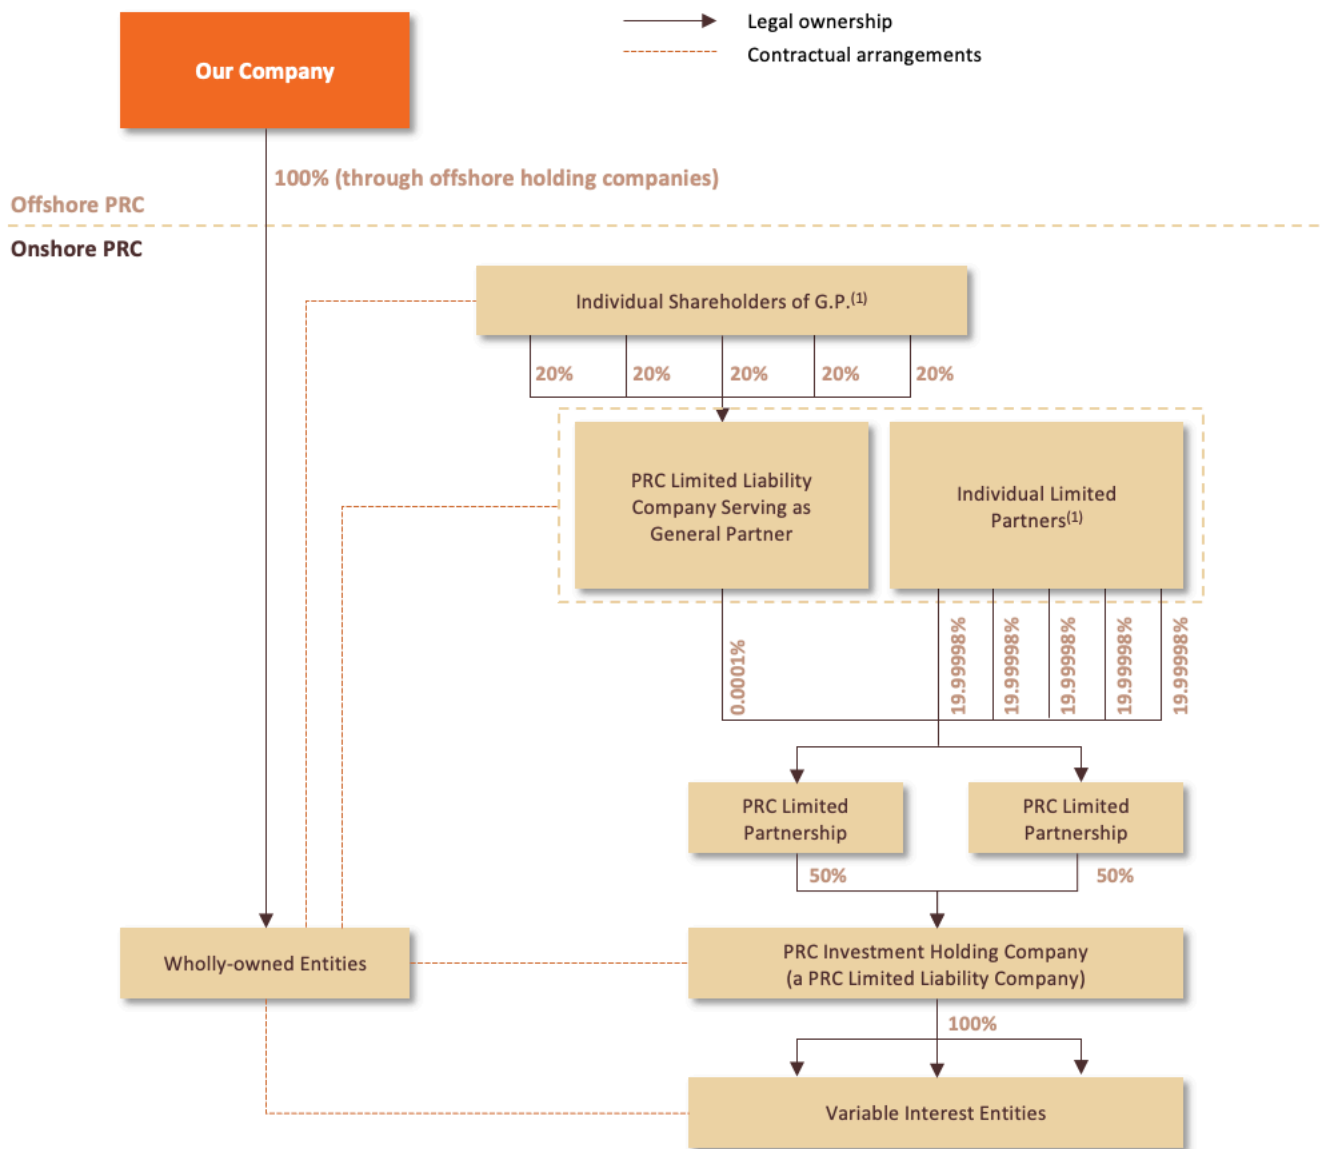 Legal ownership
Contractual arrangements
Our Company
100% (through offshore holding companies)
Offshore PRC
Onshore PRC
Individual Shareholders of G.P.(1)
20%
20%
20%
20%
20%
PRC Limited Liability
Company Serving as
General Partner
Individual Limited
Partners(1)
0.0001%
19.99998%
19.99998%
19.99998%
19.99998%
19.99998%
PRC Limited
Partnership
PRC Limited
Partnership
50%
50%
Wholly-owned Entities
PRC Investment Holding Company
(a PRC Limited Liability Company)
100%
Variable Interest Entities